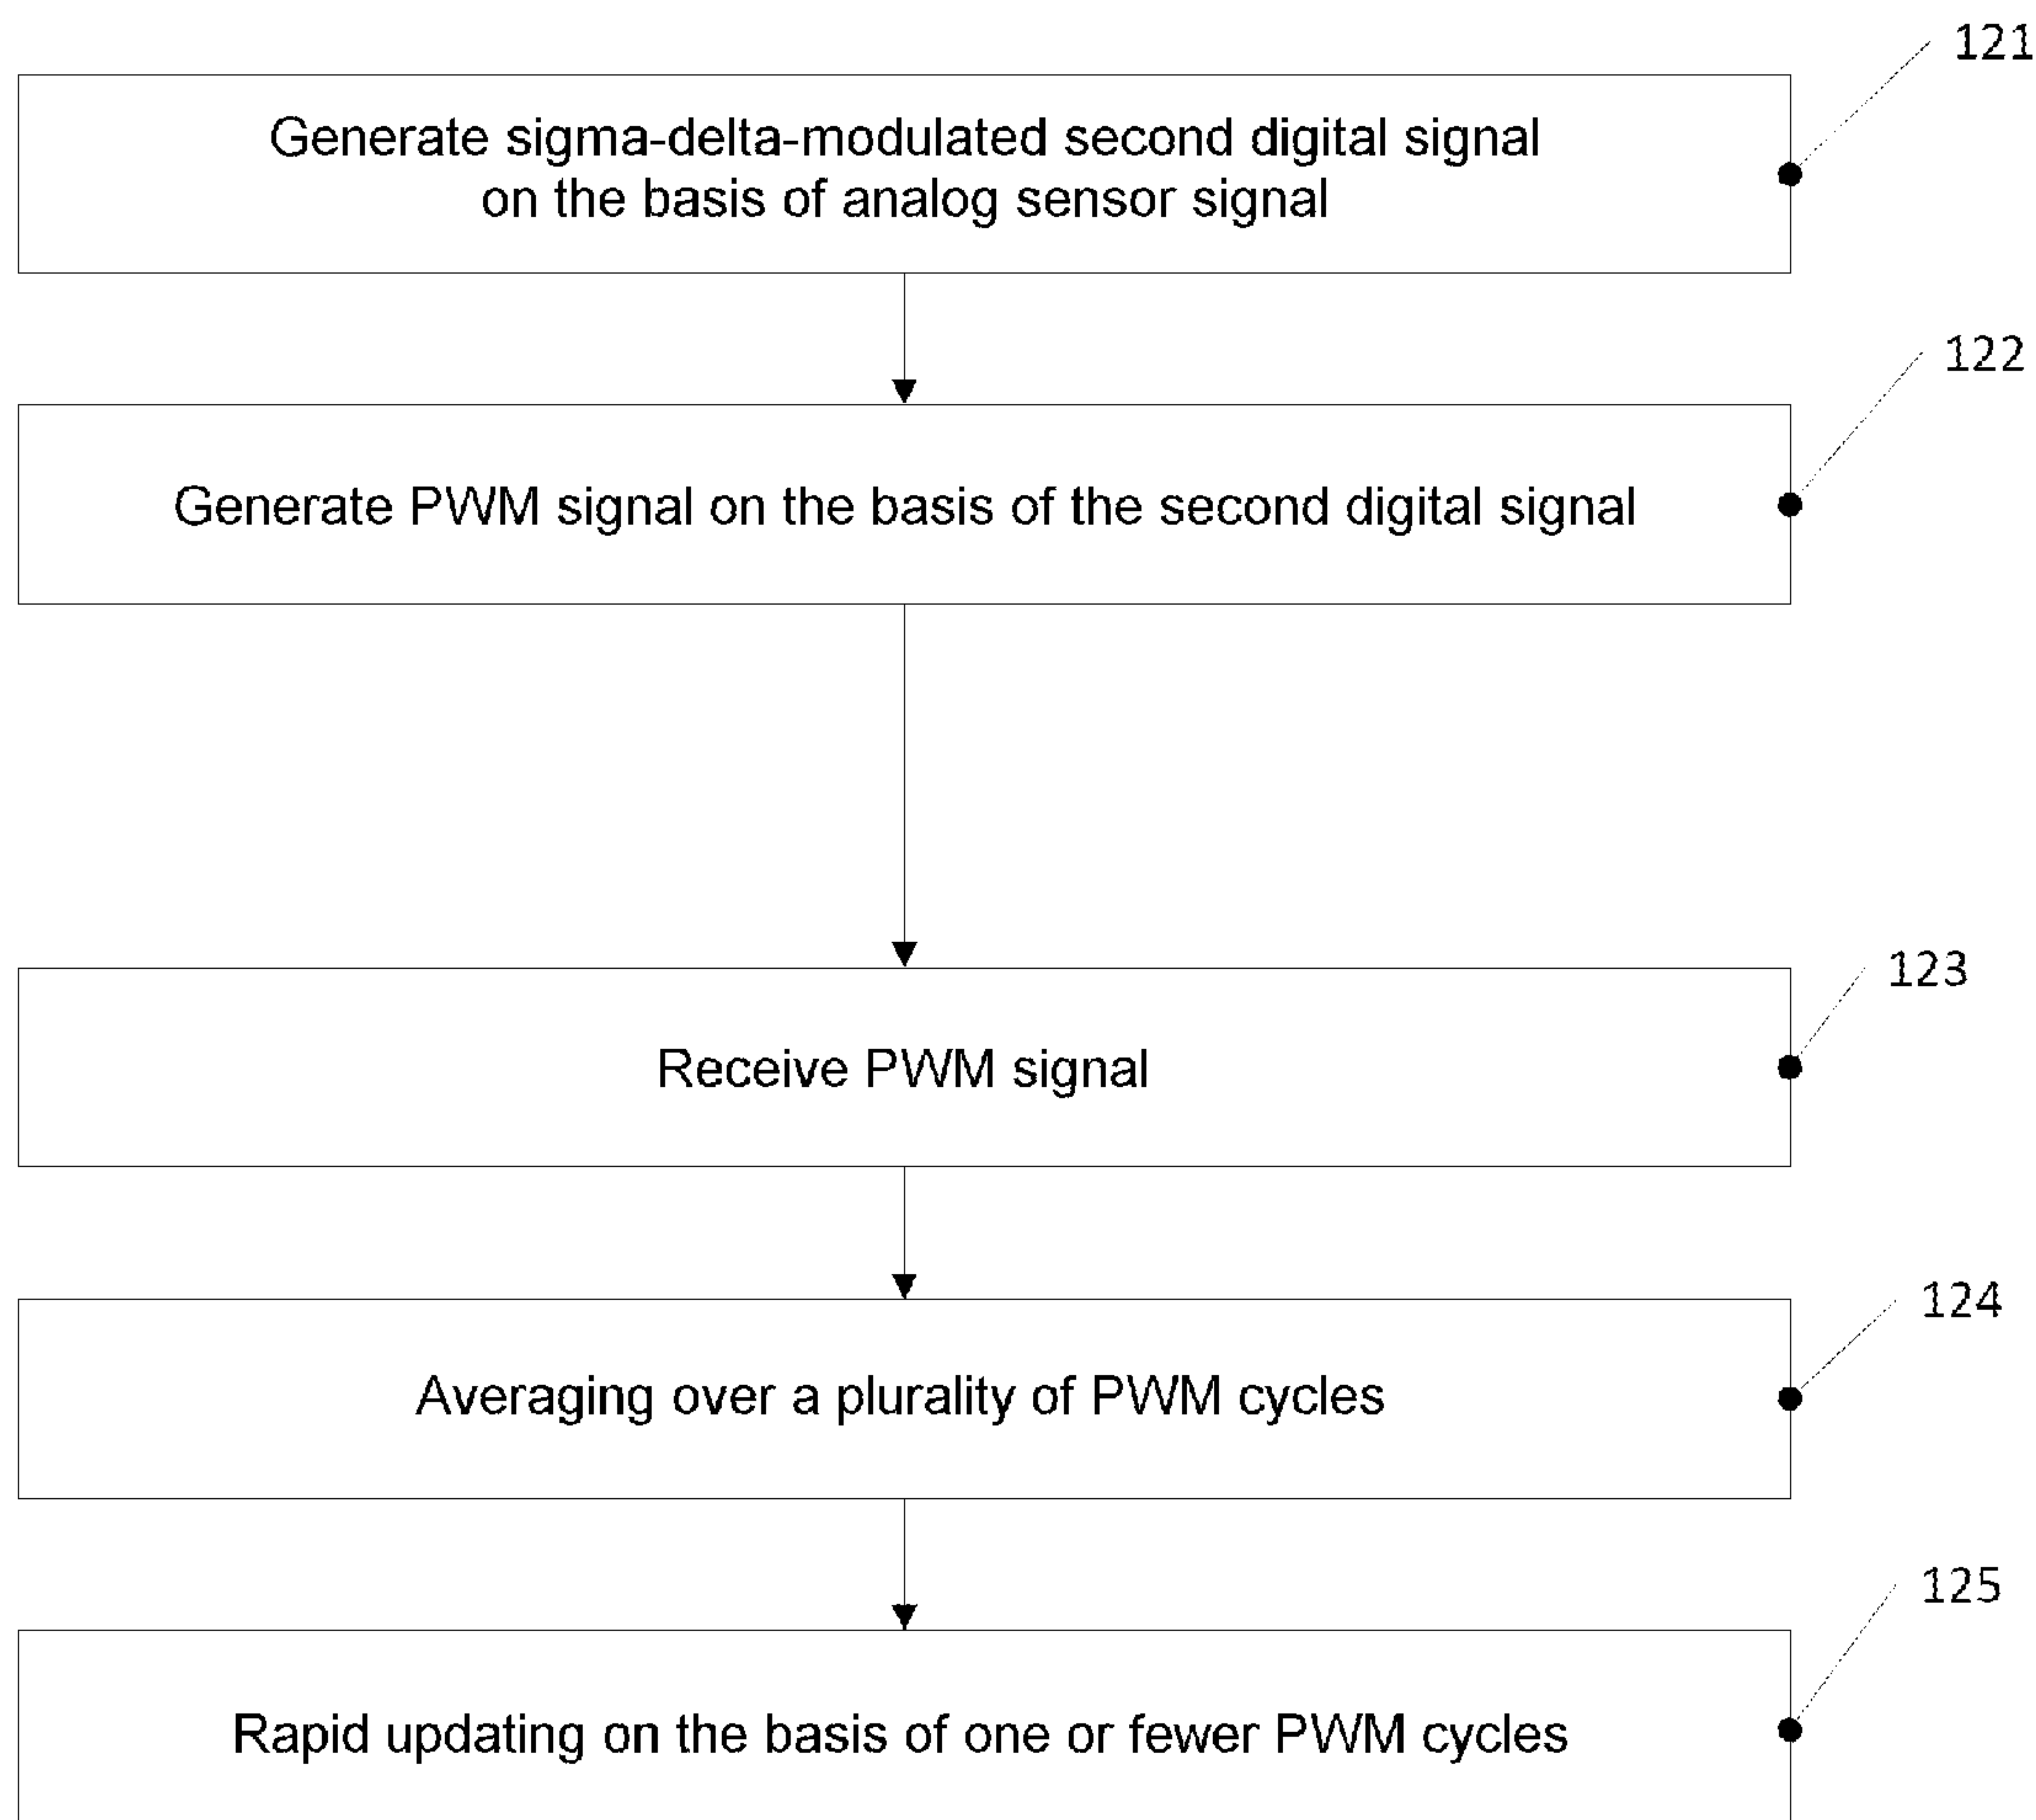 121
Generate sigma-delta-modulated second digital signal
on the basis of analog sensor signal
122
Generate PWM signal on the basis of the second digital signal
123
Receive PWM signal
124
Averaging over a plurality of PWM cycles
125
Rapid updating on the basis of one or fewer PWM cycles